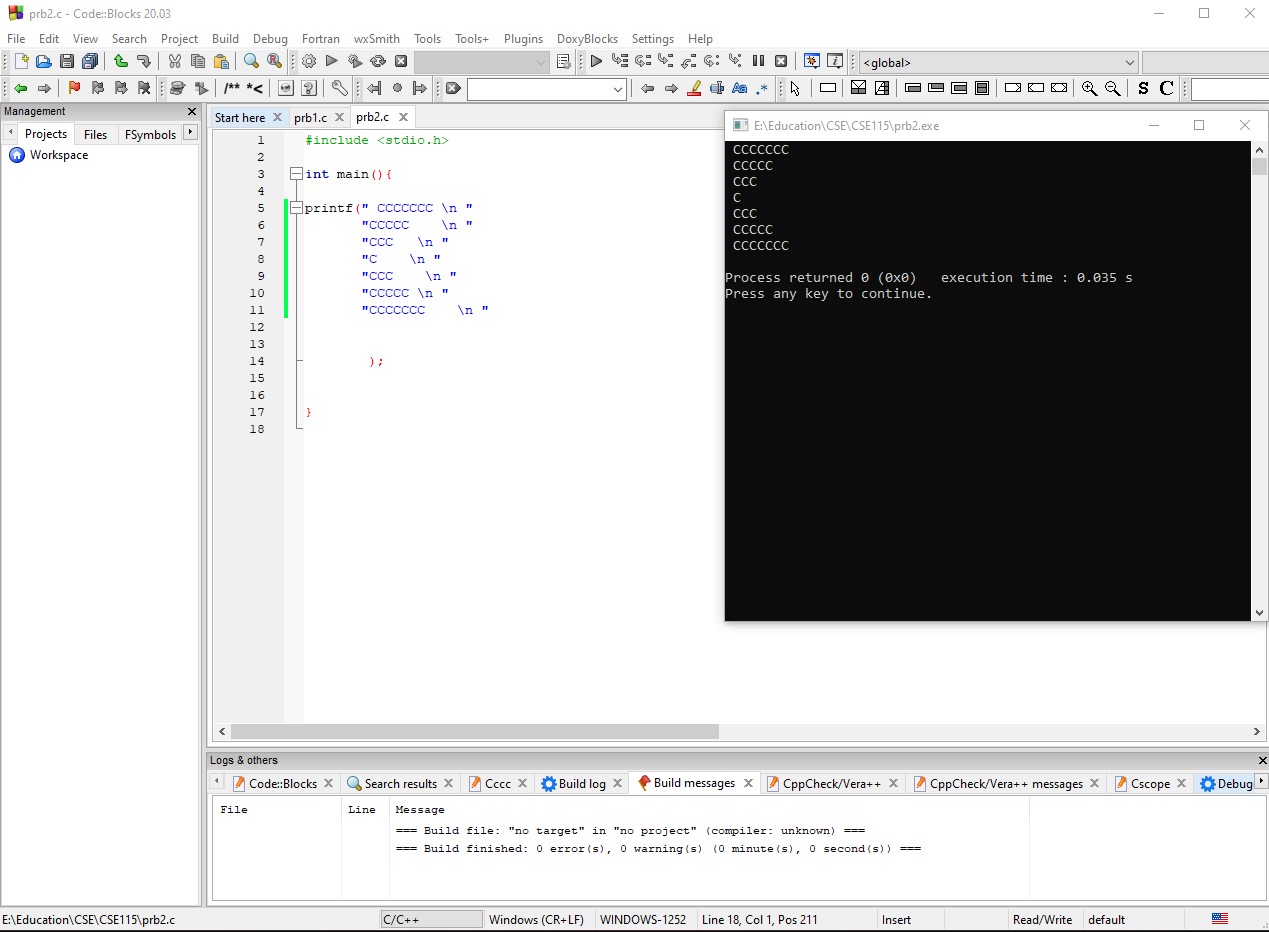 prb2.c - Code::Blocks 20.03
File Edit View Search Project Build Debug Fortran wxSmith Tools Tools+ Plugins DoxyBlocks Settings Help
<global>
/** *<
Aa .* S C
Management
Projects Files FSymbols
Workspace
Start here prb1.c prb2.c
1 #include <stdio.h>
2
3 int main(){
4
5 printf(" CCCCCCC \n "
6 "CCCCC    \n "
7 "CCC   \n "
8 "C    \n "
9 "CCC    \n "
10 "CCCCC \n "
11 "CCCCCCC    \n "
12
13
14 );
15
16
17 }
18
E:\Education\CSE\CSE115\prb2.exe
CCCCCCC
CCCCC
CCC
C
CCC
CCCCC
CCCCCCC
Process returned 0 (0x0)   execution time : 0.035 s
Press any key to continue.
Logs & others
Code::Blocks Search results Cccc Build log Build messages CppCheck/Vera++ CppCheck/Vera++ messages Cscope Debug
File Line Message
=== Build file: "no target" in "no project" (compiler: unknown) ===
=== Build finished: 0 error(s), 0 warning(s) (0 minute(s), 0 second(s)) ===
E:\Education\CSE\CSE115\prb2.c C/C++ Windows (CR+LF) WINDOWS-1252 Line 18, Col 1, Pos 211 Insert Read/Write default